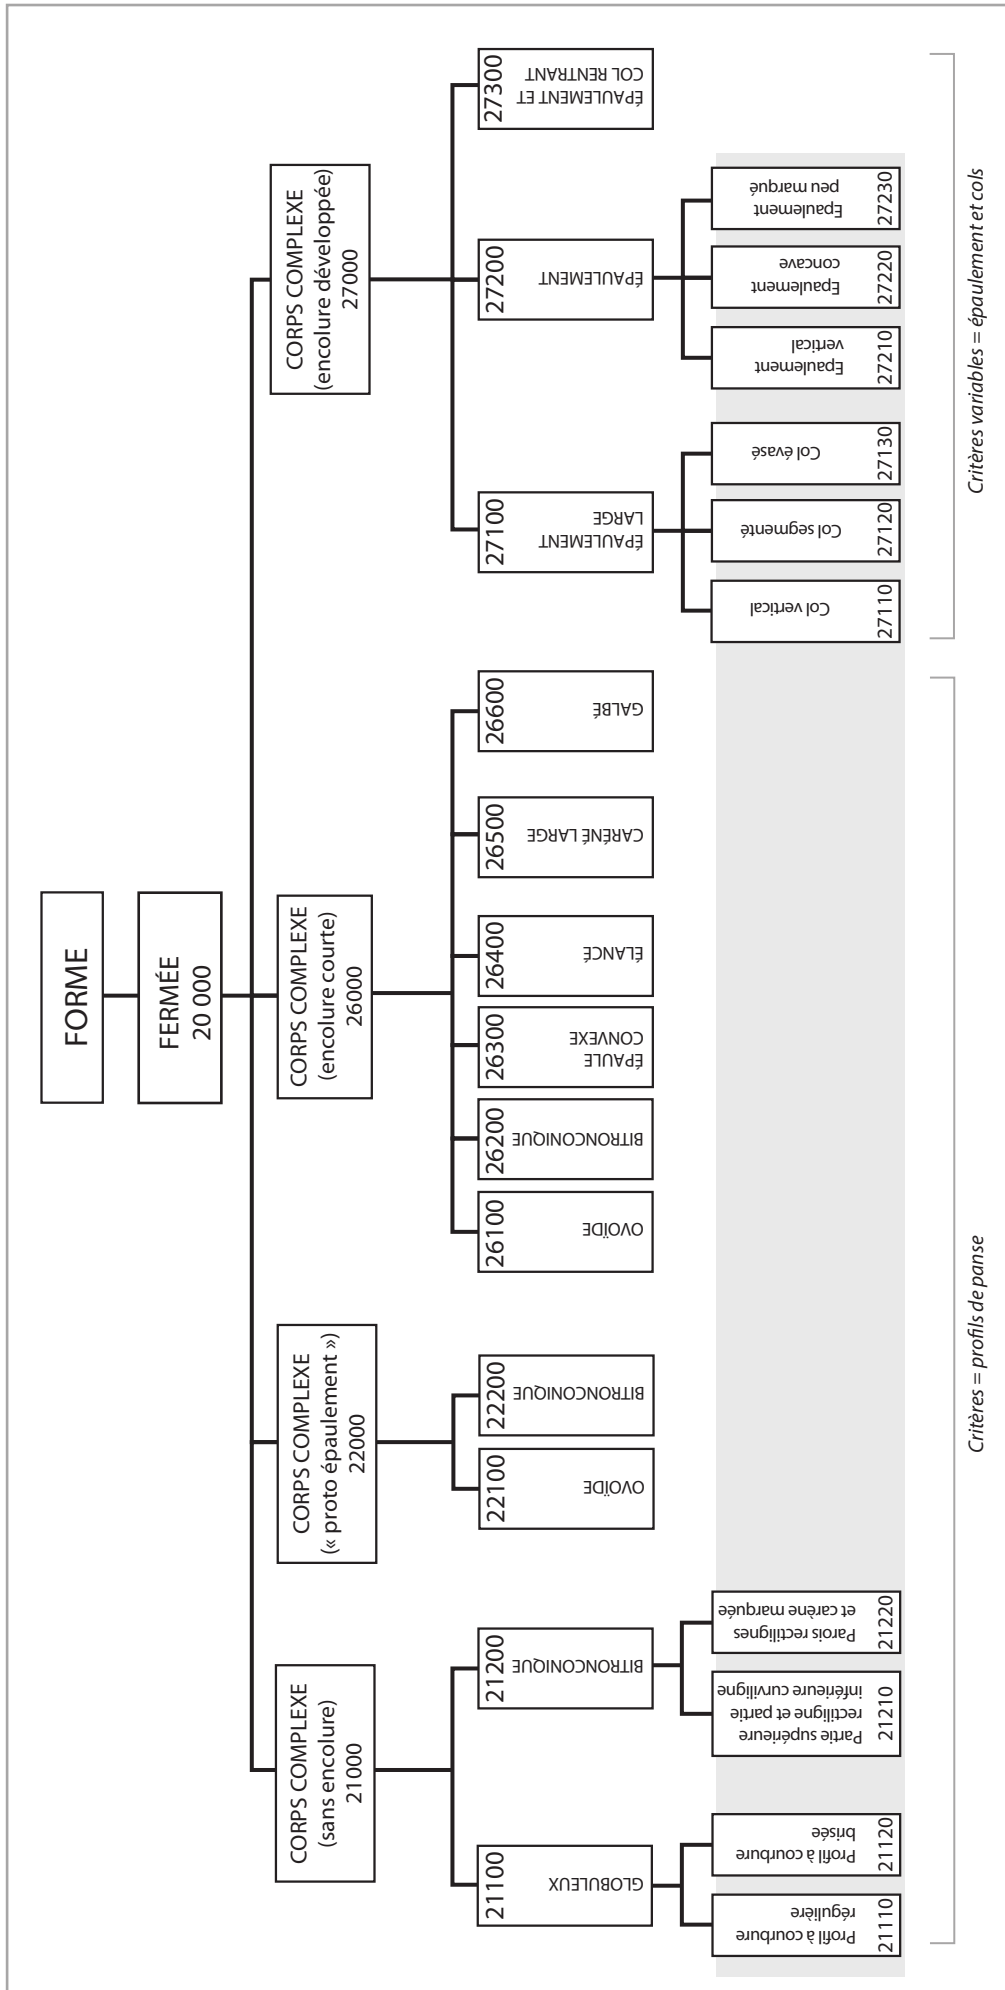 FORME
FERMÉE
20 000
CORPS COMPLEXE
(sans encolure)
21000
CORPS COMPLEXE
(« proto épaulement »)
22000
CORPS COMPLEXE
(encolure courte)
26000
CORPS COMPLEXE
(encolure développée)
27000
21100
GLOBULEUX
21200
BITRONCONIQUE
22100
OVOÏDE
22200
BITRONCONIQUE
26100
OVOÏDE
26200
BITRONCONIQUE
26300
ÉPAULE
CONVEXE
26400
ÉLANCÉ
26500
CARÉNÉ LARGE
26600
GALBÉ
27100
ÉPAULEMENT
LARGE
27200
ÉPAULEMENT
27300
ÉPAULEMENT ET
COL RENTRANT
Profil à courbure
régulière
21110
Profil à courbure
brisée
21120
Partie supérieure
rectiligne et partie
inférieure curviligne
21210
Parois rectilignes
et carène marquée
21220
Col vertical
27110
Col segmenté
27120
Col évasé
27130
Epaulement
vertical
27210
Epaulement
concave
27220
Epaulement
peu marqué
27230
Critères = profils de panse
Critères variables = épaulement et cols